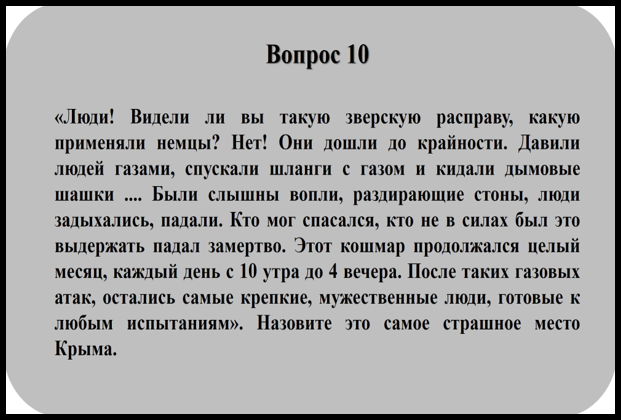 Вопрос 10
«Люди! Видели ли вы такую зверскую расправу, какую
применяли немцы? Нет! Они дошли до крайности. Давили
людей газами, спускали шланги с газом и кидали дымовые
шашки .... Были слышны вопли, раздирающие стоны, люди
задыхались, падали. Кто мог спасался, кто не в силах был это
выдержать падал замертво. Этот кошмар продолжался целый
месяц, каждый день с 10 утра до 4 вечера. После таких газовых
атак, остались самые крепкие, мужественные люди, готовые к
любым испытаниям». Назовите это самое страшное место
Крыма.